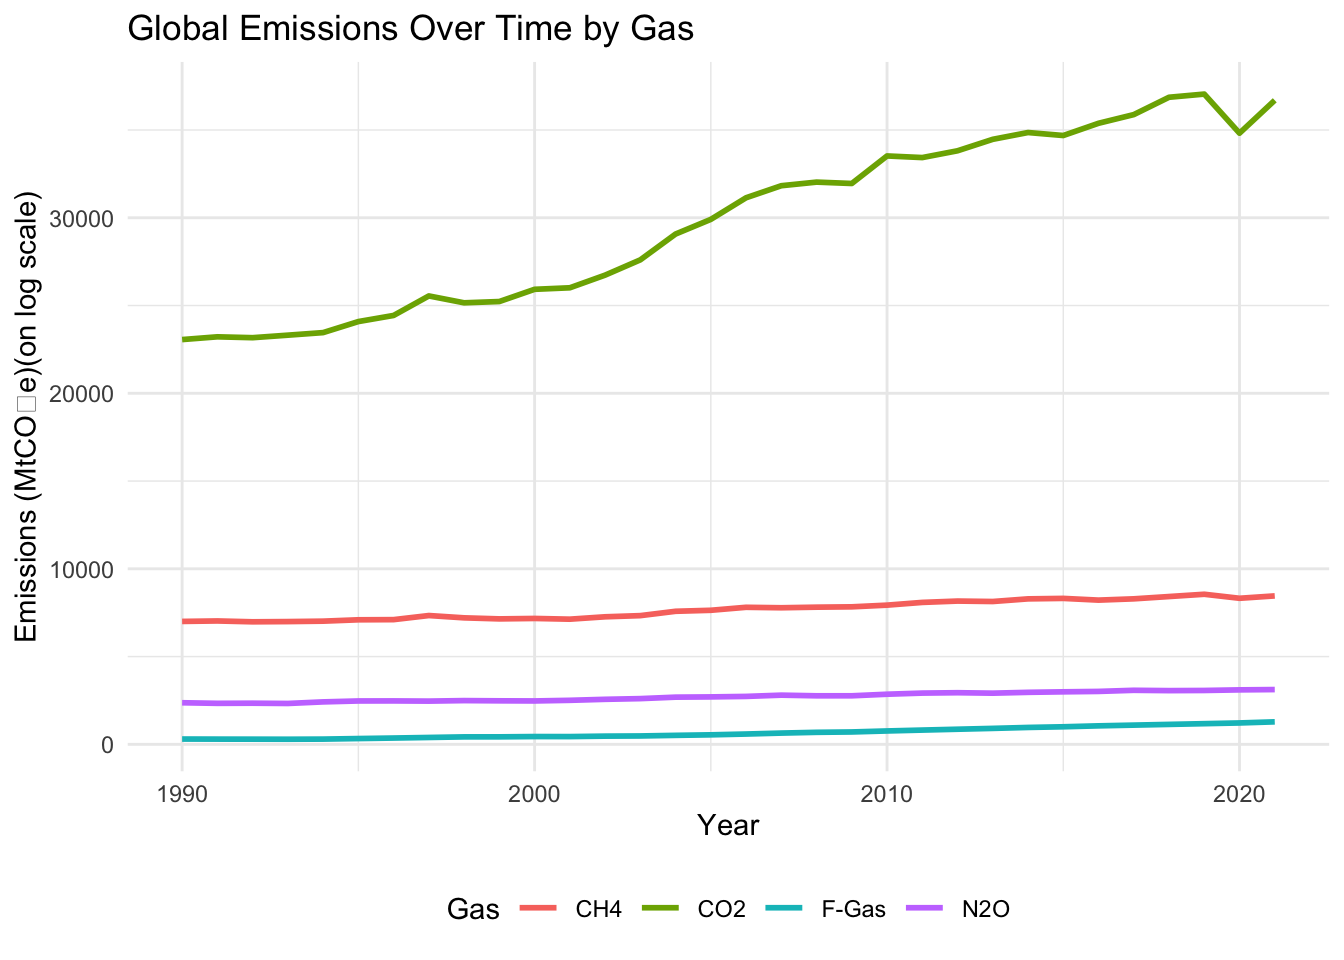 Global Emissions Over Time by Gas
Emissions (MtCO□e)(on log scale)
30000
20000
10000
0
1990 2000 2010 2020
Year
Gas CH4 CO2 F-Gas N2O